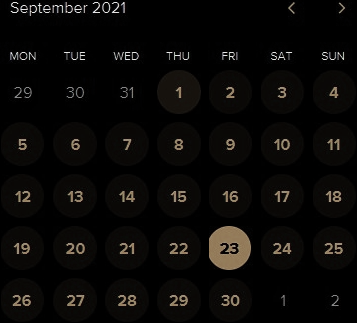 September 2021
MON TUE WED THU FRI SAT SUN
29 30 31 1 2 3 4
5 6 7 8 9 10 11
12 13 14 15 16 17 18
19 20 21 22 23 24 25
26 27 28 29 30 1 2